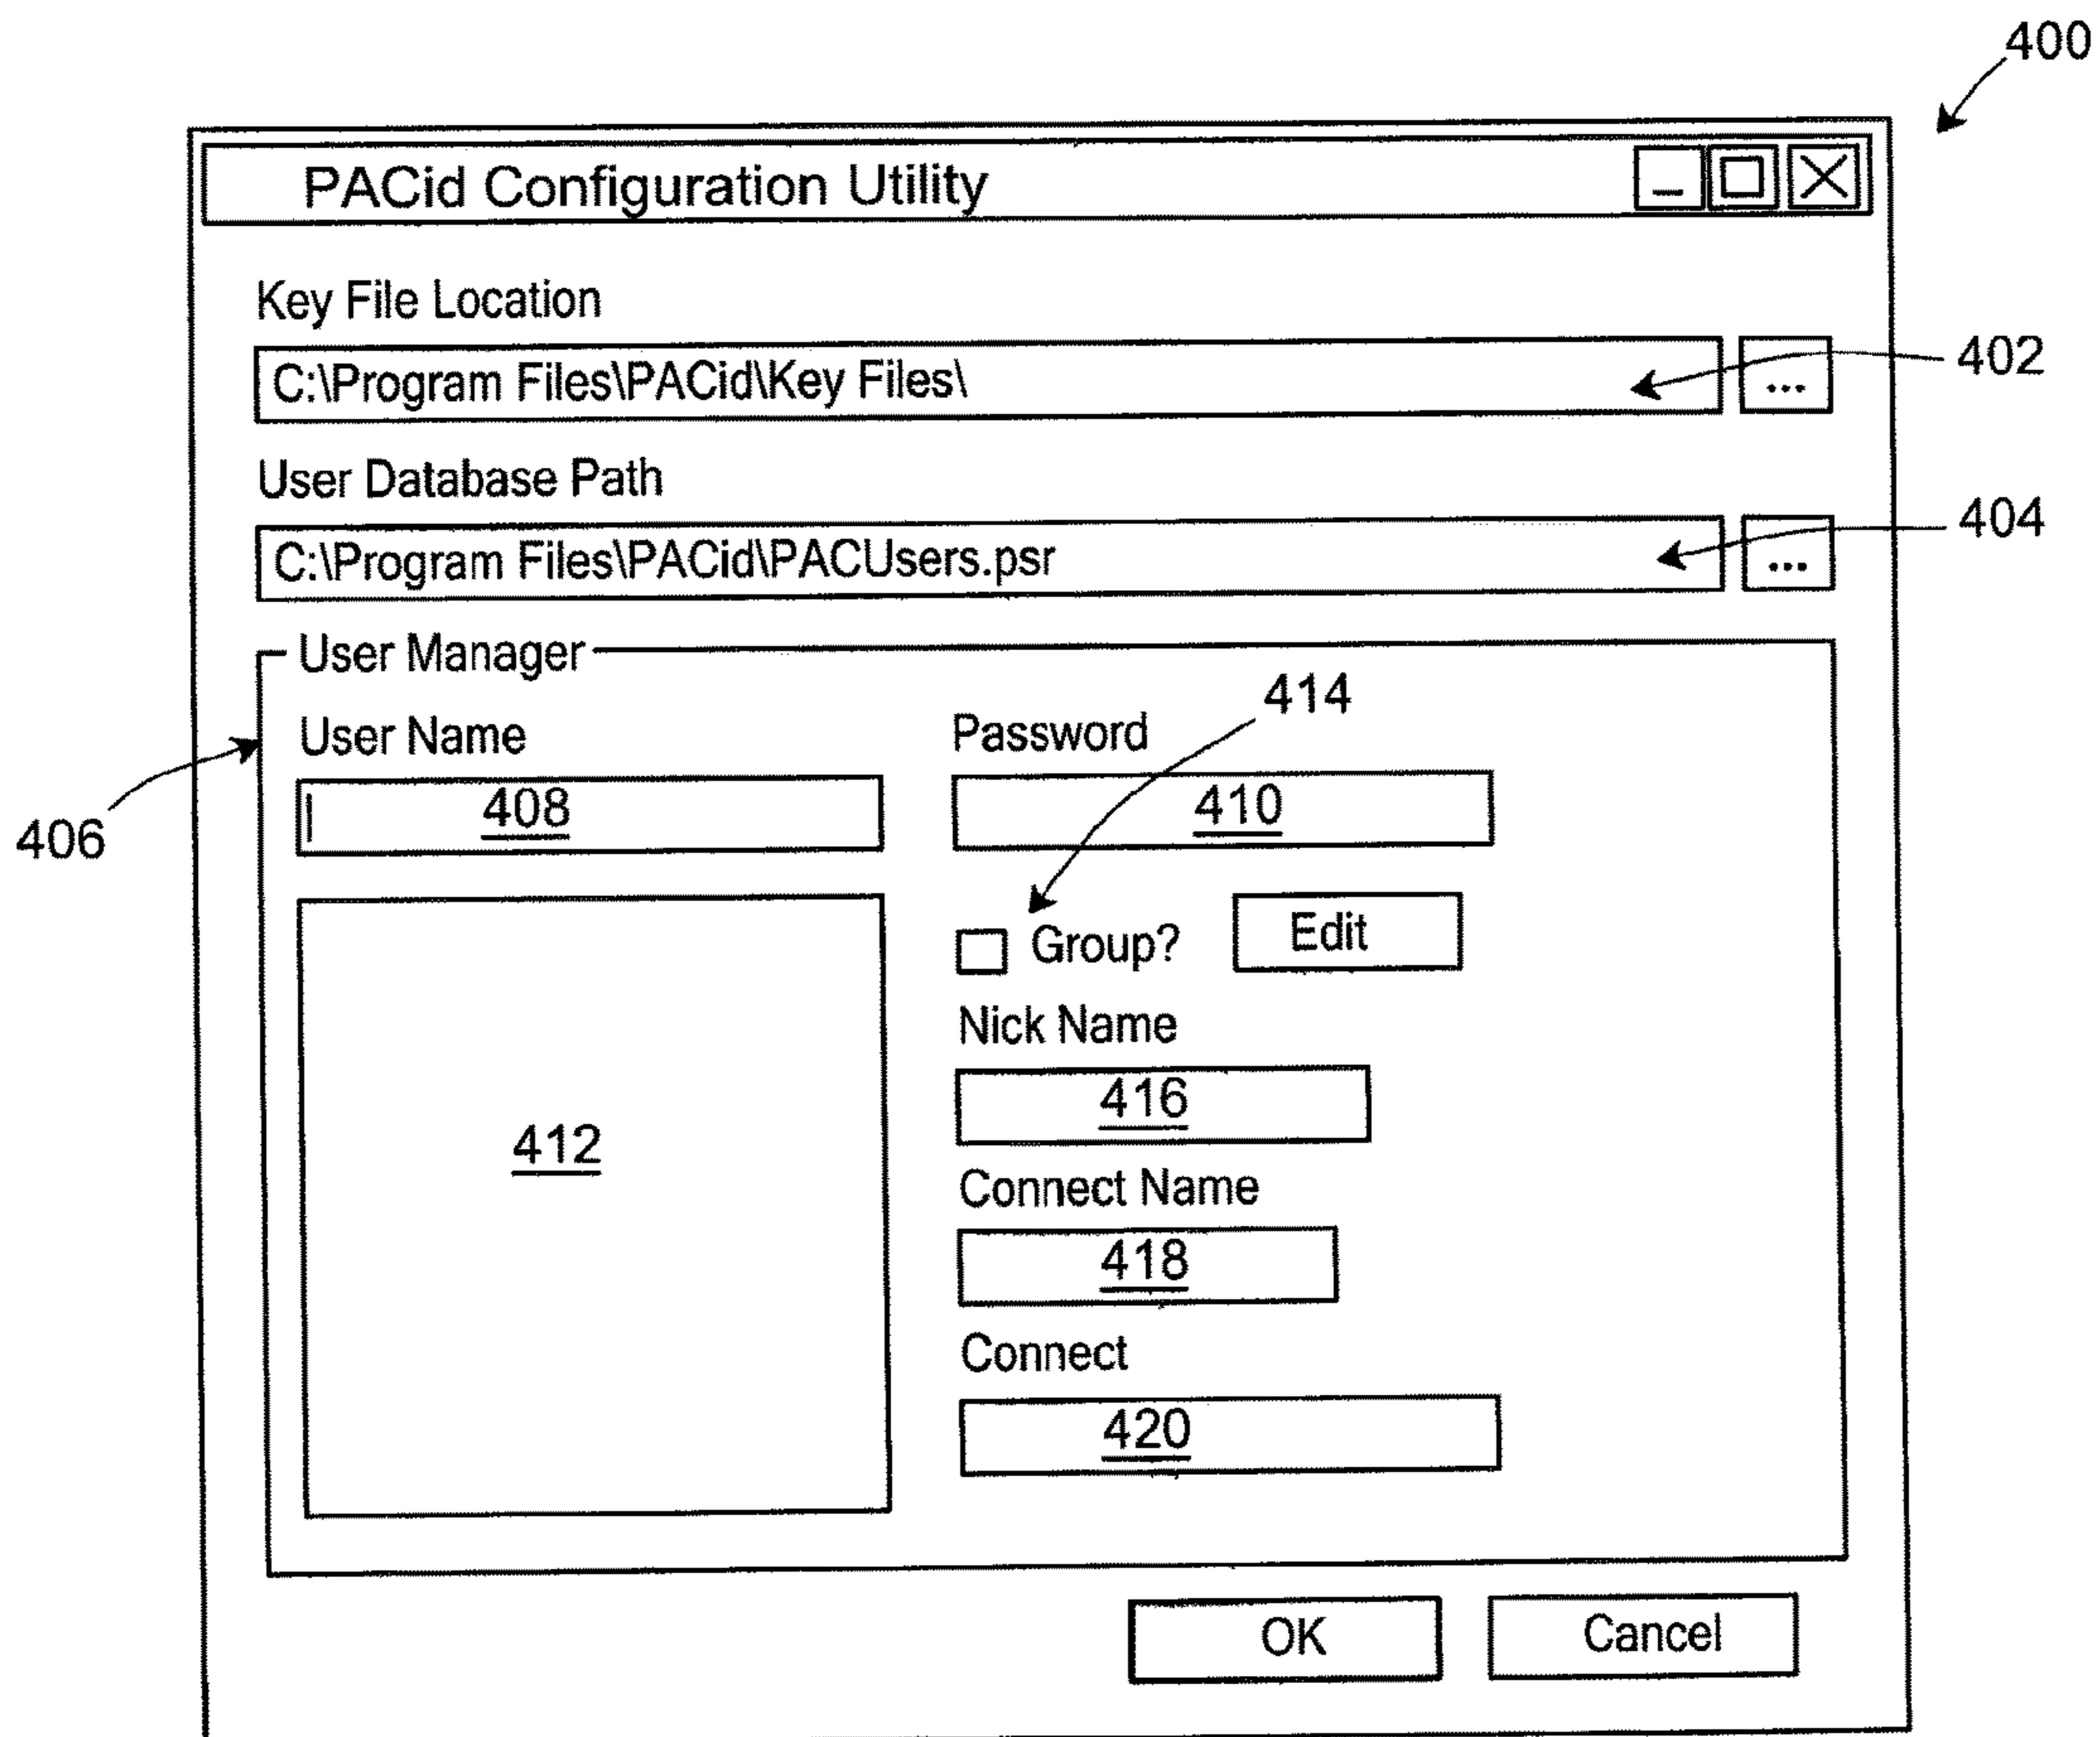 400
PACid Configuration Utility
Key File Location
C:\Program Files\PACid\Key Files\
...
402
User Database Path
C:\Program Files\PACid\PACUsers.psr
...
404
User Manager
414
User Name
Password
406
408
410
Group?
Edit
Nick Name
416
412
Connect Name
418
Connect
420
OK
Cancel